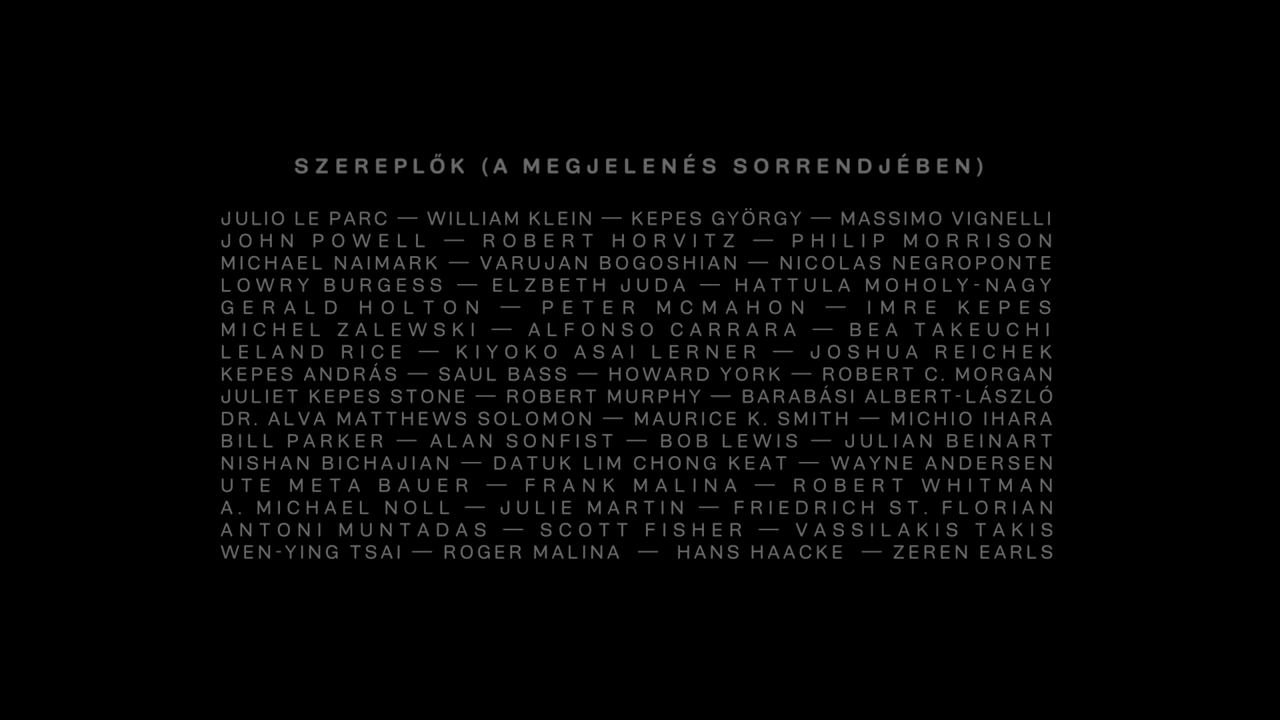 SZEREPLŐK (A MEGJELENÉS SORRENDJÉBEN)
JULIO LE PARC — WILLIAM KLEIN — KEPES GYÖRGY — MASSIMO VIGNELLI
JOHN POWELL — ROBERT HORVITZ — PHILIP MORRISON
MICHAEL NAIMARK — VARUJAN BOGOSHIAN — NICOLAS NEGROPONTE
LOWRY BURGESS — ELZBETH JUDA — HATTULA MOHOLY-NAGY
GERALD HOLTON — PETER MCMAHON — IMRE KEPES
MICHEL ZALEWSKI — ALFONSO CARRARA — BEA TAKEUCHI
LELAND RICE — KIYOKO ASAI LERNER — JOSHUA REICHEK
KEPES ANDRÁS — SAUL BASS — HOWARD YORK — ROBERT C. MORGAN
JULIET KEPES STONE — ROBERT MURPHY — BARABÁSI ALBERT-LÁSZLÓ
DR. ALVA MATTHEWS SOLOMON — MAURICE K. SMITH — MICHIO IHARA
BILL PARKER — ALAN SONFIST — BOB LEWIS — JULIAN BEINART
NISHAN BICHAJIAN — DATUK LIM CHONG KEAT — WAYNE ANDERSEN
UTE META BAUER — FRANK MALINA — ROBERT WHITMAN
A. MICHAEL NOLL — JULIE MARTIN — FRIEDRICH ST. FLORIAN
ANTONI MUNTADAS — SCOTT FISHER — VASSILAKIS TAKIS
WEN-YING TSAI — ROGER MALINA — HANS HAACKE — ZEREN EARLS